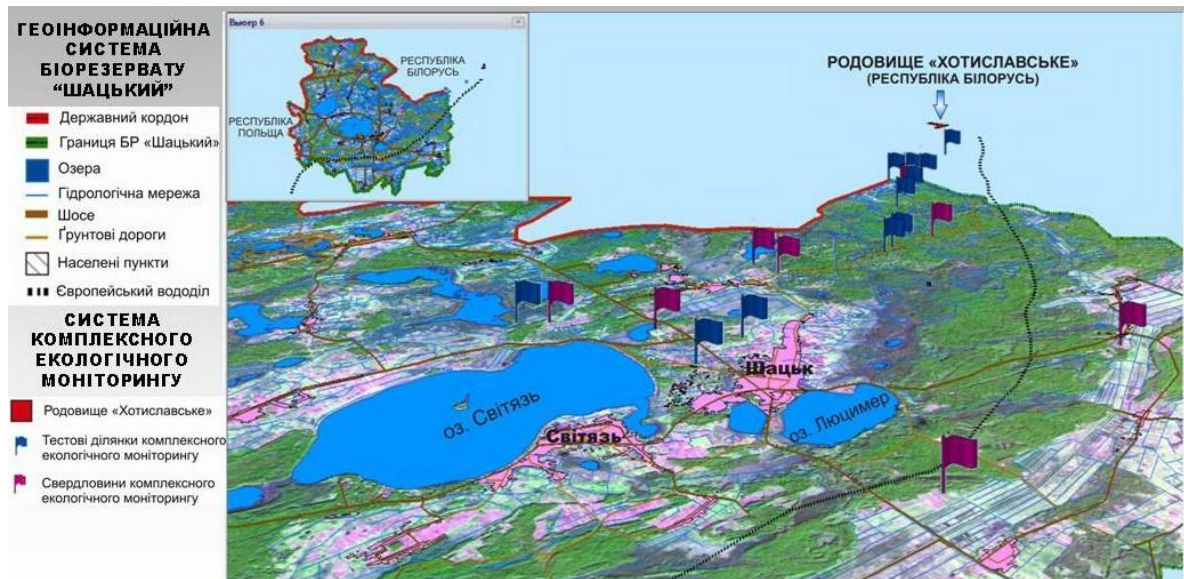 ГЕОІНФОРМАЦІЙНА
СИСТЕМА
БІОРЕЗЕРВАТУ
“ШАЦЬКИЙ”
Державний кордон
Границя БР «Шацький»
Озера
Гідрологічна мережа
Шосе
Ґрунтові дороги
Населені пункти
Європейський вододіл
СИСТЕМА
КОМПЛЕКСНОГО
ЕКОЛОГІЧНОГО
МОНІТОРИНГУ
Родовище «Хотиславське»
Тестові ділянки комплексного
екологічного моніторингу
Свердловини комплексного
екологічного моніторингу
Вьюер 6
РЕСПУБЛІКА
БІЛОРУСЬ
РЕСПУБЛІКА
ПОЛЬЩА
РОДОВИЩЕ «ХОТИСЛАВСЬКЕ»
(РЕСПУБЛІКА БІЛОРУСЬ)
Шацьк
оз. Світязь
Світязь
оз. Люцимер